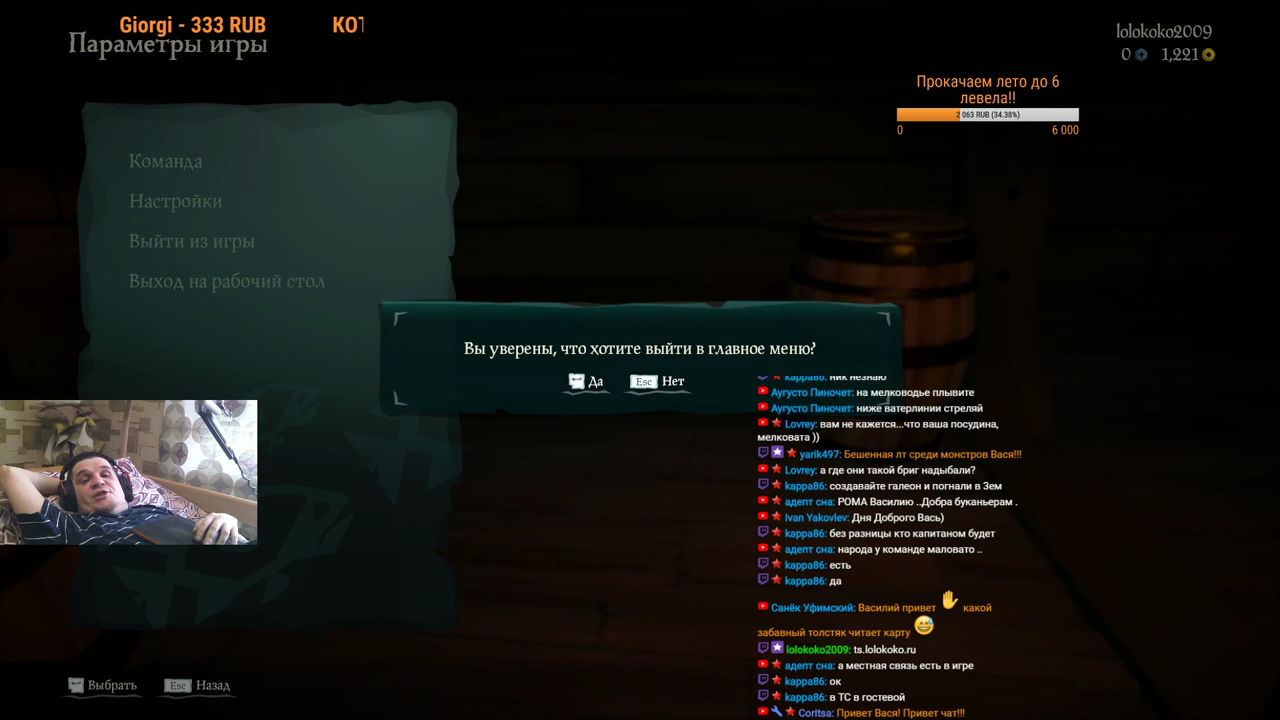 Giorgi - 333 RUB КОТ
Параметры игры
lolokoko2009
0 1,221
Прокачаем лето до 6
левела!!
2 063 RUB (34.38%)
0 6 000
Команда
Настройки
Выйти из игры
Выход на рабочий стол
Вы уверены, что хотите выйти в главное меню?
Да Esc Нет
kappa86: ник незнаю
Аугусто Пиночет: на мелководье плывите
Аугусто Пиночет: ниже ватерлинии стреляй
Lovrey: вам не кажется...что ваша посудина,
мелковата ))
yarik497: Бешенная лт среди монстров Вася!!!
Lovrey: а где они такой бриг надыбали?
kappa86: создавайте галеон и погнали в 3ем
адепт сна: РОМА Василию ..Добра буканьерам .
Ivan Yakovlev: Дня Доброго Вась)
kappa86: без разницы кто капитаном будет
адепт сна: народа у команде маловато ..
kappa86: есть
kappa86: да
Санёк Уфимский: Василий привет ✋ какой
забавный толстяк читает карту 😅
lolokoko2009: ts.lolokoko.ru
адепт сна: а местная связь есть в игре
kappa86: ок
kappa86: в ТС в гостевой
Coritsa: Привет Вася! Привет чат!!!
Выбрать Esc Назад